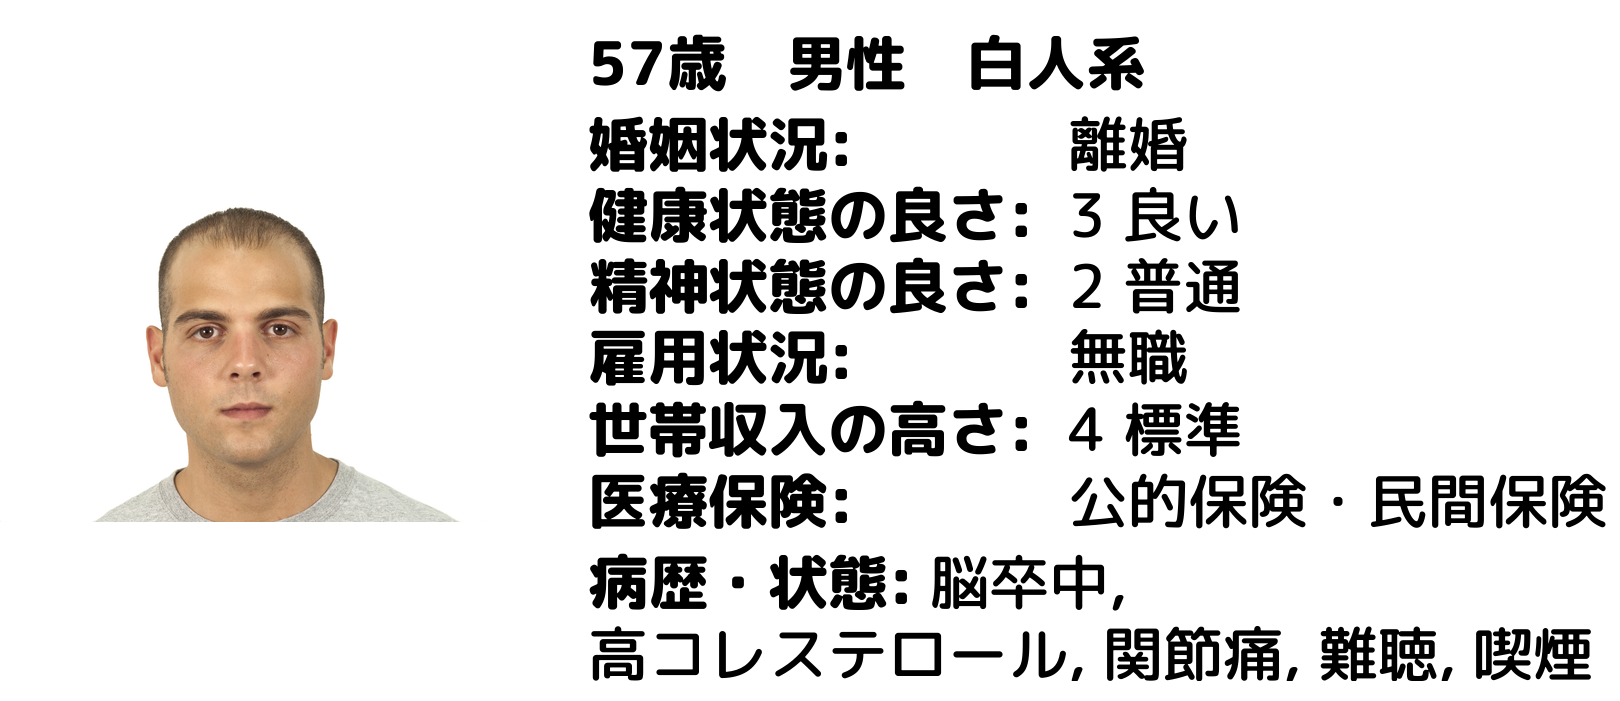 57歳　男性　白人系
婚姻状況: 離婚
健康状態の良さ: 3 良い
精神状態の良さ: 2 普通
雇用状況: 無職
世帯収入の高さ: 4 標準
医療保険: 公的保険・民間保険
病歴・状態: 脳卒中,
高コレステロール, 関節痛, 難聴, 喫煙